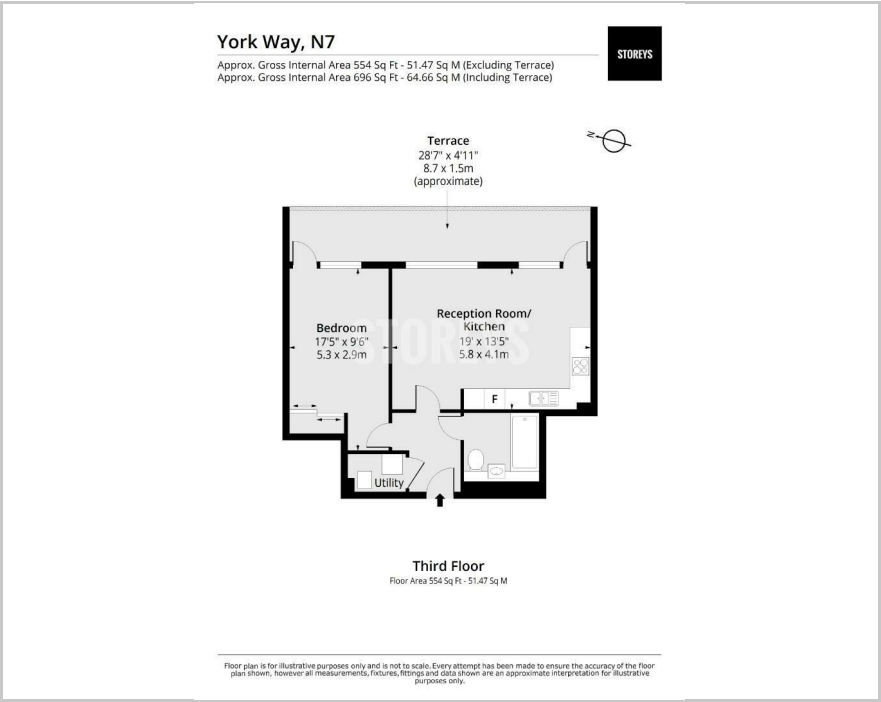 York Way, N7
STOREYS
Approx. Gross Internal Area 554 Sq Ft - 51.47 Sq M (Excluding Terrace)
Approx. Gross Internal Area 696 Sq Ft - 64.66 Sq M (Including Terrace)
N
Terrace
28'7" x 4'11"
8.7 x 1.5m
(approximate)
Bedroom
17'5" x 9'6"
5.3 x 2.9m
Reception Room/
Kitchen
19' x 13'5"
5.8 x 4.1m
STOREYS
F
Utility
Third Floor
Floor Area 554 Sq Ft - 51.47 Sq M
Floor plan is for illustrative purposes only and is not to scale. Every attempt has been made to ensure the accuracy of the floor
plan shown, however all measurements, fixtures, fittings and data shown are an approximate interpretation for illustrative
purposes only.